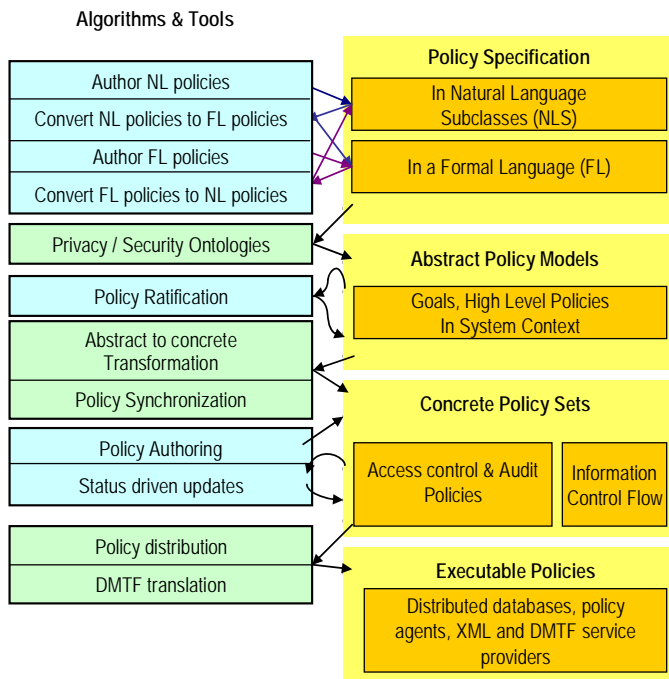 Algorithms & Tools
Author NL policies
Convert NL policies to FL policies
Author FL policies
Convert FL policies to NL policies
Privacy / Security Ontologies
Policy Ratification
Abstract to concrete
Transformation
Policy Synchronization
Policy Authoring
Status driven updates
Policy distribution
DMTF translation
Policy Specification
In Natural Language
Subclasses (NLS)
In a Formal Language (FL)
Abstract Policy Models
Goals, High Level Policies
In System Context
Concrete Policy Sets
Access control & Audit
Policies
Information
Control Flow
Executable Policies
Distributed databases, policy
agents, XML and DMTF service
providers